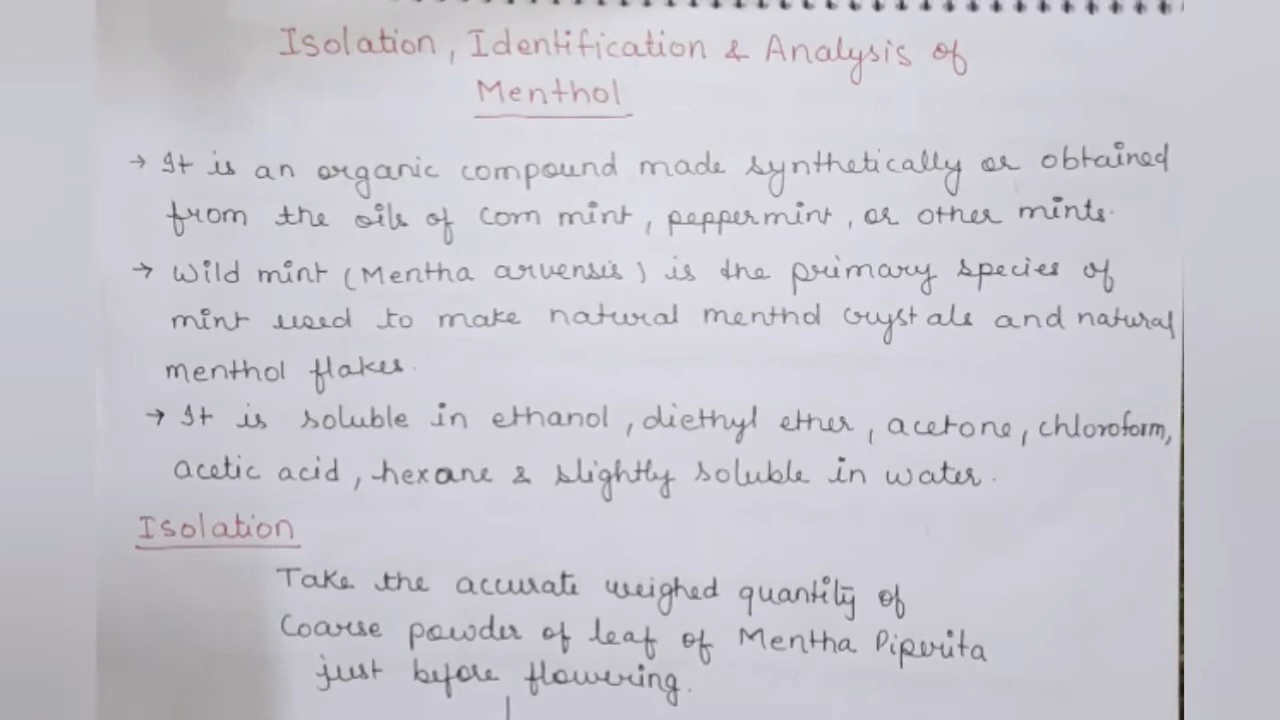 Isolation, Identification & Analysis of
Menthol
→ It is an organic compound made synthetically or obtained
from the oils of corn mint, peppermint, or other mints.
→ Wild mint (Mentha arvensis) is the primary species of
mint used to make natural menthol crystals and natural
menthol flakes.
→ It is soluble in ethanol, diethyl ether, acetone, chloroform,
acetic acid, hexane & slightly soluble in water.
Isolation
Take the accurate weighed quantity of
Coarse powder of leaf of Mentha Piperita
just before flowering.